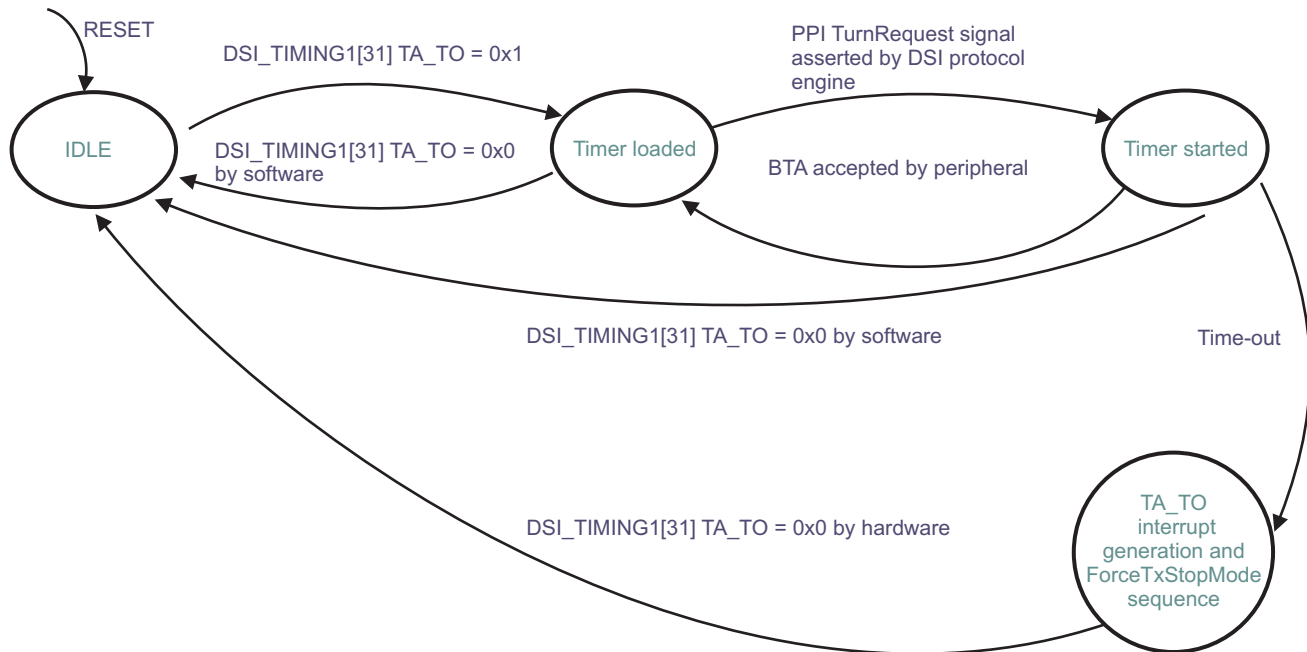 RESET
DSI_TIMING1[31] TA_TO = 0x1
PPI TurnRequest signal
asserted by DSI protocol
engine
IDLE
DSI_TIMING1[31] TA_TO = 0x0
by software
Timer loaded
BTA accepted by peripheral
Timer started
DSI_TIMING1[31] TA_TO = 0x0 by software
Time-out
DSI_TIMING1[31] TA_TO = 0x0 by hardware
TA_TO
interrupt
generation and
ForceTxStopMode
sequence